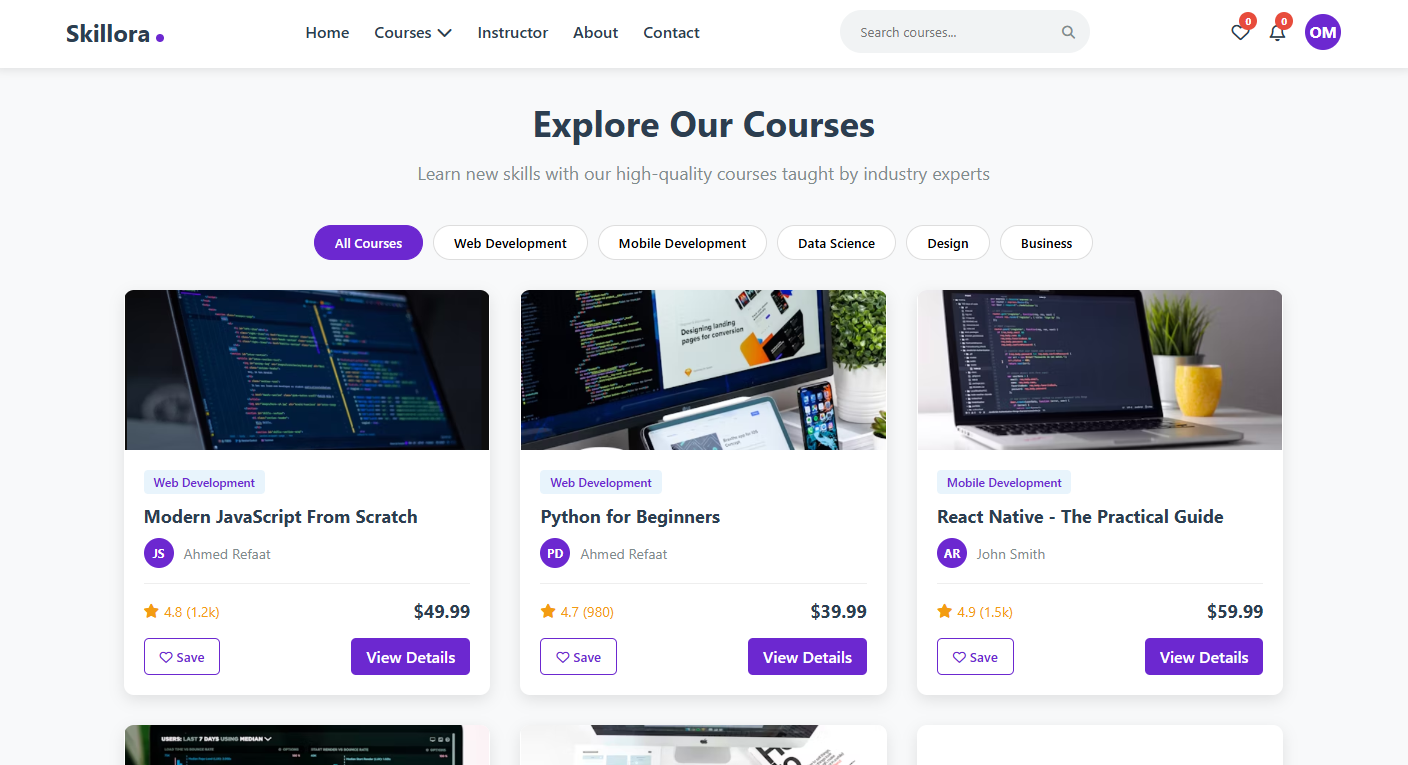 Skillora
Home Courses Instructor About Contact
Search courses...
0 0 OM
Explore Our Courses
Learn new skills with our high-quality courses taught by industry experts
All Courses Web Development Mobile Development Data Science Design Business
Designing landing
pages for conversion
Web Development
Modern JavaScript From Scratch
JS Ahmed Refaat
4.8 (1.2k) $49.99
Save View Details
Web Development
Python for Beginners
PD Ahmed Refaat
4.7 (980) $39.99
Save View Details
Mobile Development
React Native - The Practical Guide
AR John Smith
4.9 (1.5k) $59.99
Save View Details
USERS: LAST 7 DAYS USING MEDIAN